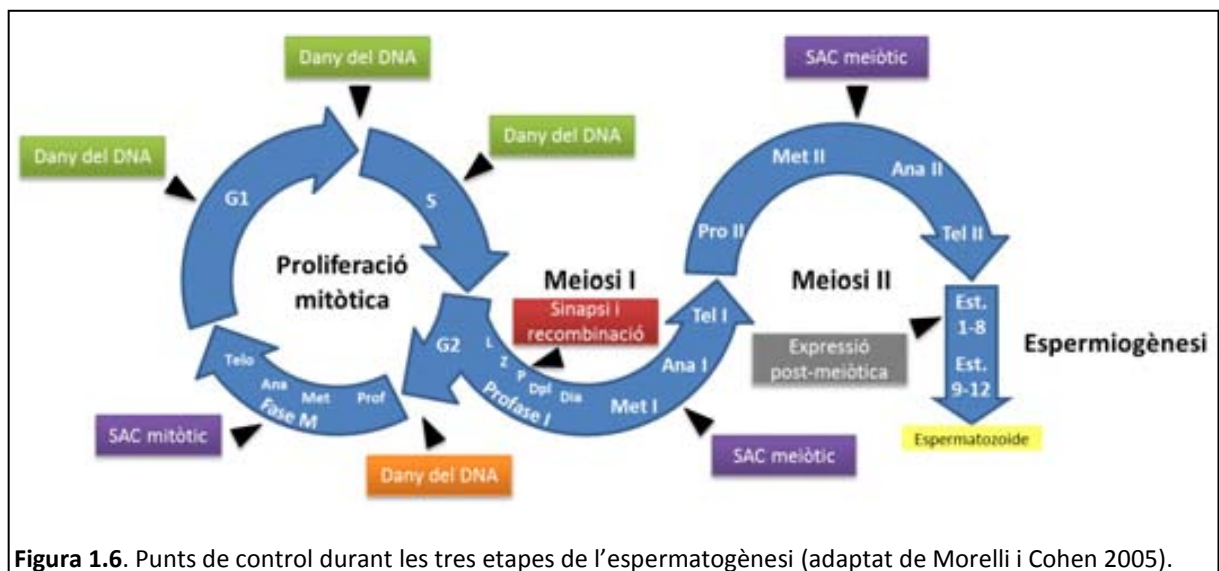 Dany del DNA
SAC meiòtic
Dany del DNA
Dany del DNA
G1
S
Met II
Ana II
Pro II
Tel II
Proliferació
mitòtica
Meiosi I
Sinapsi i
recombinació
Meiosi II
Est.
1-8
Est.
9-12
Espermiogènesi
Tel I
Expressió
post-meiòtica
G2
L
Z
P
Dpl
Dia
Profase I
Ana I
Met I
Telo
Ana
Met
Prof
Fase M
SAC mitòtic
SAC meiòtic
Espermatozoide
Dany del DNA
Figura 1.6. Punts de control durant les tres etapes de l’espermatogènesi (adaptat de Morelli i Cohen 2005).